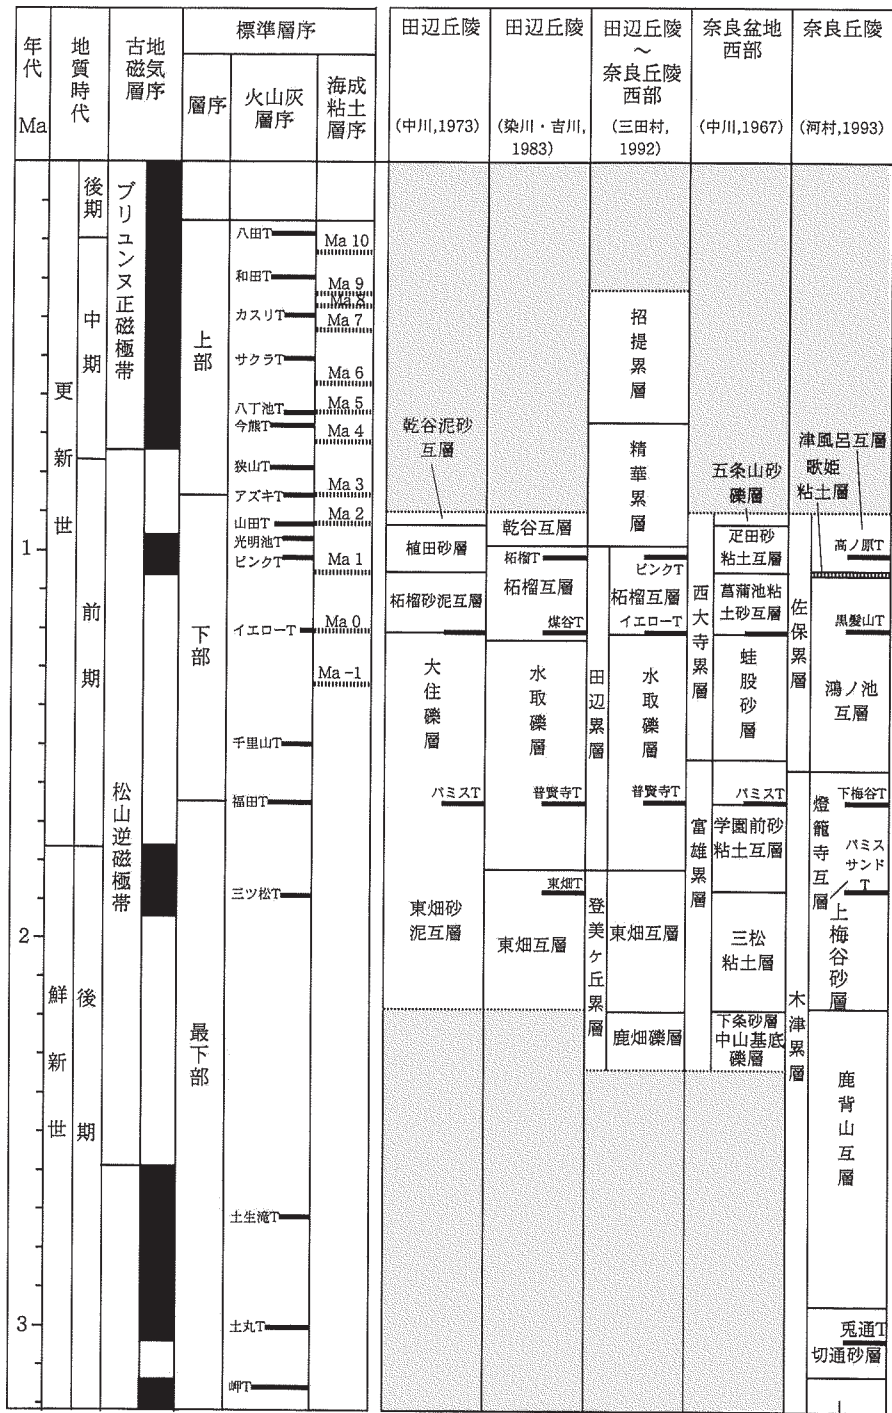 年代
Ma
地質時代
古地磁気層序
標準層序
層序
火山灰層序
海成粘土層序
田辺丘陵
(中川,1973)
田辺丘陵
(染川・吉川,
1983)
田辺丘陵
~
奈良丘陵
西部
(三田村,
1992)
奈良盆地
西部
(中川,1967)
奈良丘陵
(河村,1993)
1
2
3
更新世
鮮新世
後期
中期
前期
後期
ブリュンヌ正磁極帯
松山逆磁極帯
上部
下部
最下部
八田T
和田T
カスリT
サクラT
八丁池T
今熊T
狭山T
アズキT
山田T
光明池T
ピンクT
イエローT
千里山T
福田T
三ツ松T
土生滝T
土丸T
岬T
Ma 10
Ma 9
Ma 8
Ma 7
Ma 6
Ma 5
Ma 4
Ma 3
Ma 2
Ma 1
Ma 0
Ma -1
乾谷泥砂
互層
植田砂層
柘榴砂泥互層
大住礫層
パミスT
東畑砂
泥互層
乾谷互層
柘榴T
柘榴互層
煤谷T
水取礫層
普賢寺T
東畑T
東畑互層
招提累層
精華累層
田辺累層
登美ヶ丘累層
ピンクT
柘榴互層
イエローT
水取礫層
普賢寺T
東畑互層
鹿畑礫層
西大寺累層
富雄累層
五条山砂
礫層
疋田砂
粘土互層
菖蒲池粘
土砂互層
蛙股砂層
パミスT
学園前砂
粘土互層
三松
粘土層
下条砂層
中山基底
礫層
佐保累層
木津累層
津風呂互層
歌姫
粘土層
高ノ原T
黒髪山T
鴻ノ池
互層
下梅谷T
燈籠寺互層
パミス
サンド
T
上梅谷砂層
鹿背山互層
兎通T
切通砂層